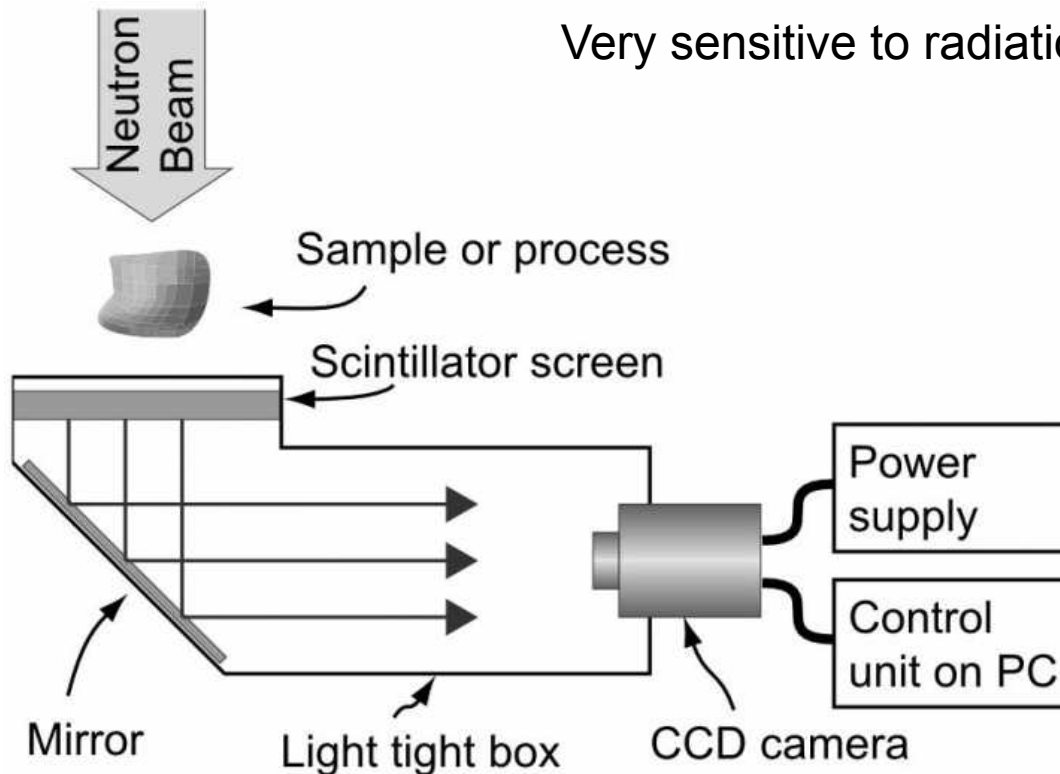 Very sensitive to
Neutron
Beam
Sample or process
Scintillator screen
Power
supply
Control
unit on PC
Mirror
Light tight box
CCD camera